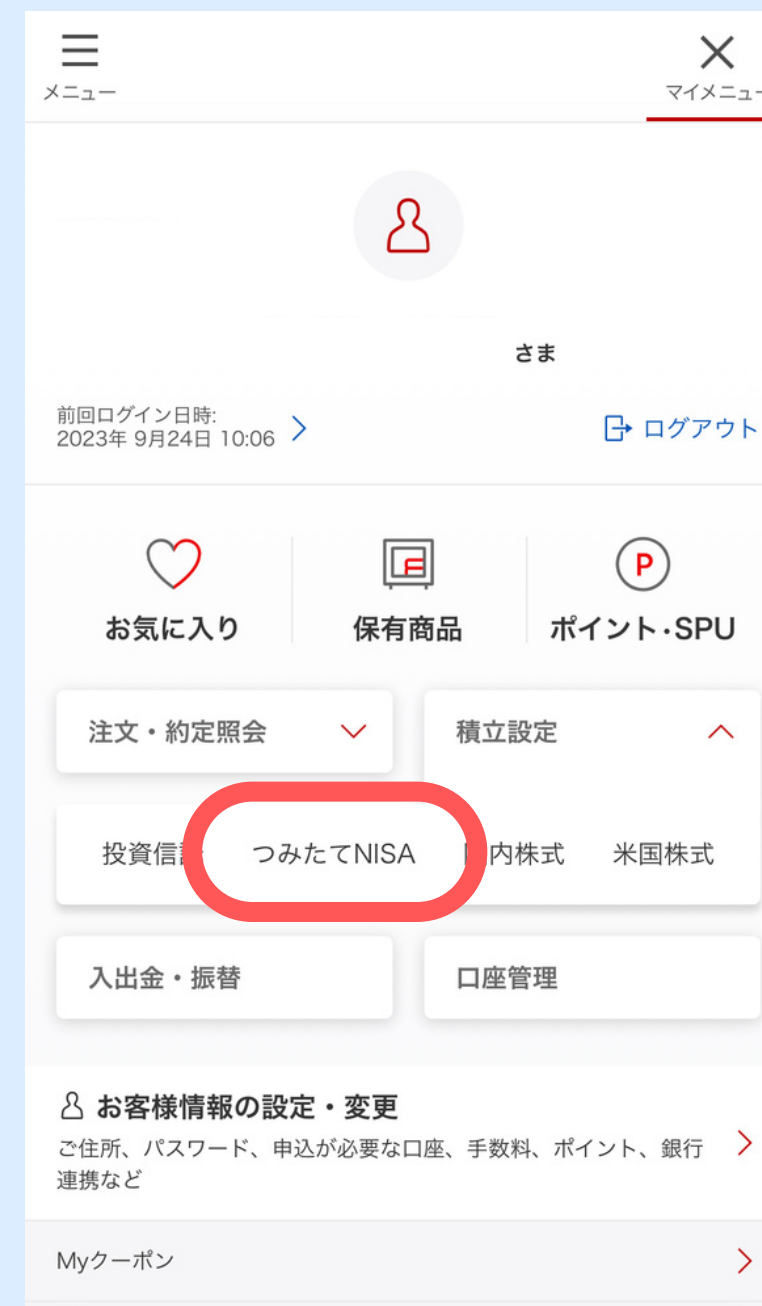 メニュー
マイメニュー
さま
前回ログイン日時:
2023年 9月24日 10:06
ログアウト
お気に入り
保有商品
P
ポイント・SPU
注文・約定照会
積立設定
投資信
つみたてNISA
内株式
米国株式
入出金・振替
口座管理
お客様情報の設定・変更
ご住所、パスワード、申込が必要な口座、手数料、ポイント、銀行
連携など
Myクーポン